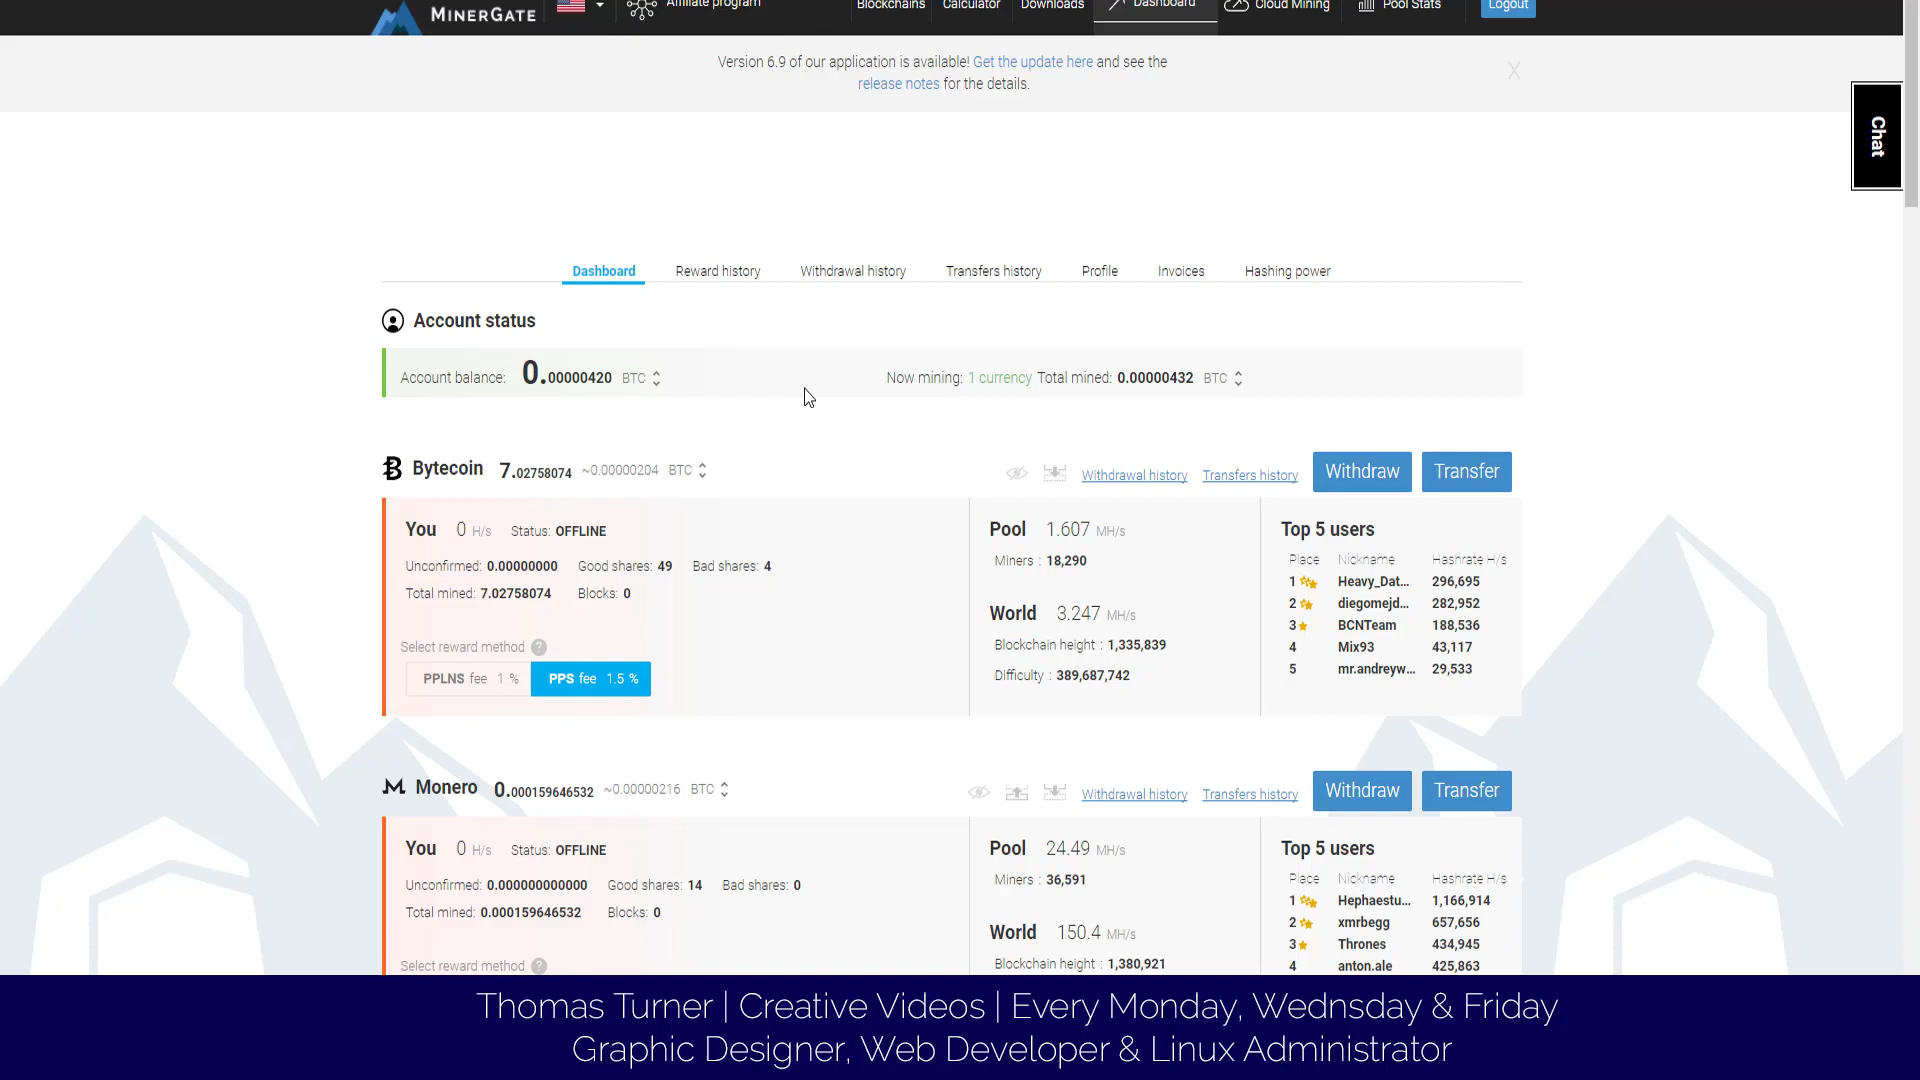 MINERGATE
Affiliate program
Blockchains
Calculator
Downloads
Dashboard
Cloud Mining
Pool Stats
Logout
Version 6.9 of our application is available! Get the update here and see the
release notes for the details.
X
Chat
Dashboard
Reward history
Withdrawal history
Transfers history
Profile
Invoices
Hashing power
Account status
Account balance: 0.00000420 BTC
Now mining: 1 currency Total mined: 0.00000432 BTC
Bytecoin 7.02758074 ~0.00000204 BTC
Withdrawal history
Transfers history
Withdraw
Transfer
You 0 H/s Status: OFFLINE
Unconfirmed: 0.00000000 Good shares: 49 Bad shares: 4
Total mined: 7.02758074 Blocks: 0
Select reward method ?
PPLNS fee 1 %
PPS fee 1.5 %
Pool 1.607 MH/s
Miners : 18,290
World 3.247 MH/s
Blockchain height : 1,335,839
Difficulty : 389,687,742
Top 5 users
Place Nickname Hashrate H/s
1 Heavy_Dat... 296,695
2 diegomejd... 282,952
3 BCNTeam 188,536
4 Mix93 43,117
5 mr.andreyw... 29,533
Monero 0.000159646532 ~0.00000216 BTC
Withdrawal history
Transfers history
Withdraw
Transfer
You 0 H/s Status: OFFLINE
Unconfirmed: 0.000000000000 Good shares: 14 Bad shares: 0
Total mined: 0.000159646532 Blocks: 0
Select reward method ?
Pool 24.49 MH/s
Miners : 36,591
World 150.4 MH/s
Blockchain height : 1,380,921
Top 5 users
Place Nickname Hashrate H/s
1 Hephaestu... 1,166,914
2 xmrbegg 657,656
3 Thrones 434,945
4 anton.ale 425,863
Thomas Turner | Creative Videos | Every Monday, Wednsday & Friday
Graphic Designer, Web Developer & Linux Administrator